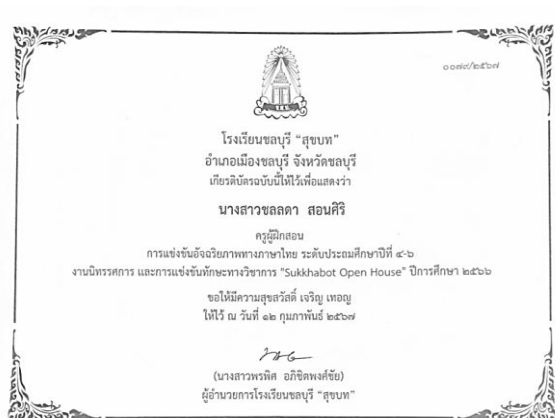 ๐๐๗๙/๒๕๖๗
โรงเรียนชลบุรี “สุขบท”
อำเภอเมืองชลบุรี จังหวัดชลบุรี
เกียรติบัตรฉบับนี้ให้ไว้เพื่อแสดงว่า
นางสาวชลลดา สอนศิริ
ครูผู้ฝึกสอน
การแข่งขันอัจฉริยภาพทางภาษาไทย ระดับประถมศึกษาปีที่ ๔-๖
งานนิทรรศการ และการแข่งขันทักษะทางวิชาการ "Sukkhabot Open House" ปีการศึกษา ๒๕๖๖
ขอให้มีความสุขสวัสดิ์ เจริญ เทอญ
ให้ไว้ ณ วันที่ ๑๒ กุมภาพันธ์ ๒๕๖๗
(นางสาวพรพิศ อภิชิตพงศ์ชัย)
ผู้อำนวยการโรงเรียนชลบุรี “สุขบท”